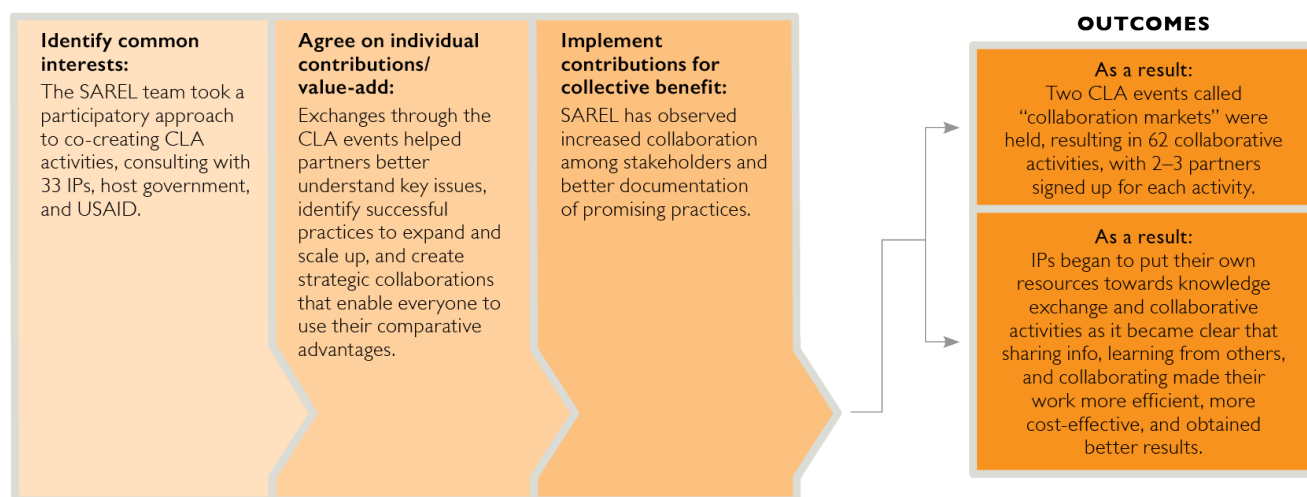 Identify common
interests:
The SAREL team took a
participatory approach
to co-creating CLA
activities, consulting with
33 IPs, host government,
and USAID.
Agree on individual
contributions/
value-add:
Exchanges through the
CLA events helped
partners better
understand key issues,
identify successful
practices to expand and
scale up, and create
strategic collaborations
that enable everyone to
use their comparative
advantages.
Implement
contributions for
collective benefit:
SAREL has observed
increased collaboration
among stakeholders and
better documentation
of promising practices.
OUTCOMES
As a result:
Two CLA events called
“collaboration markets” were
held, resulting in 62 collaborative
activities, with 2–3 partners
signed up for each activity.
As a result:
IPs began to put their own
resources towards knowledge
exchange and collaborative
activities as it became clear that
sharing info, learning from others,
and collaborating made their
work more efficient, more
cost-effective, and obtained
better results.